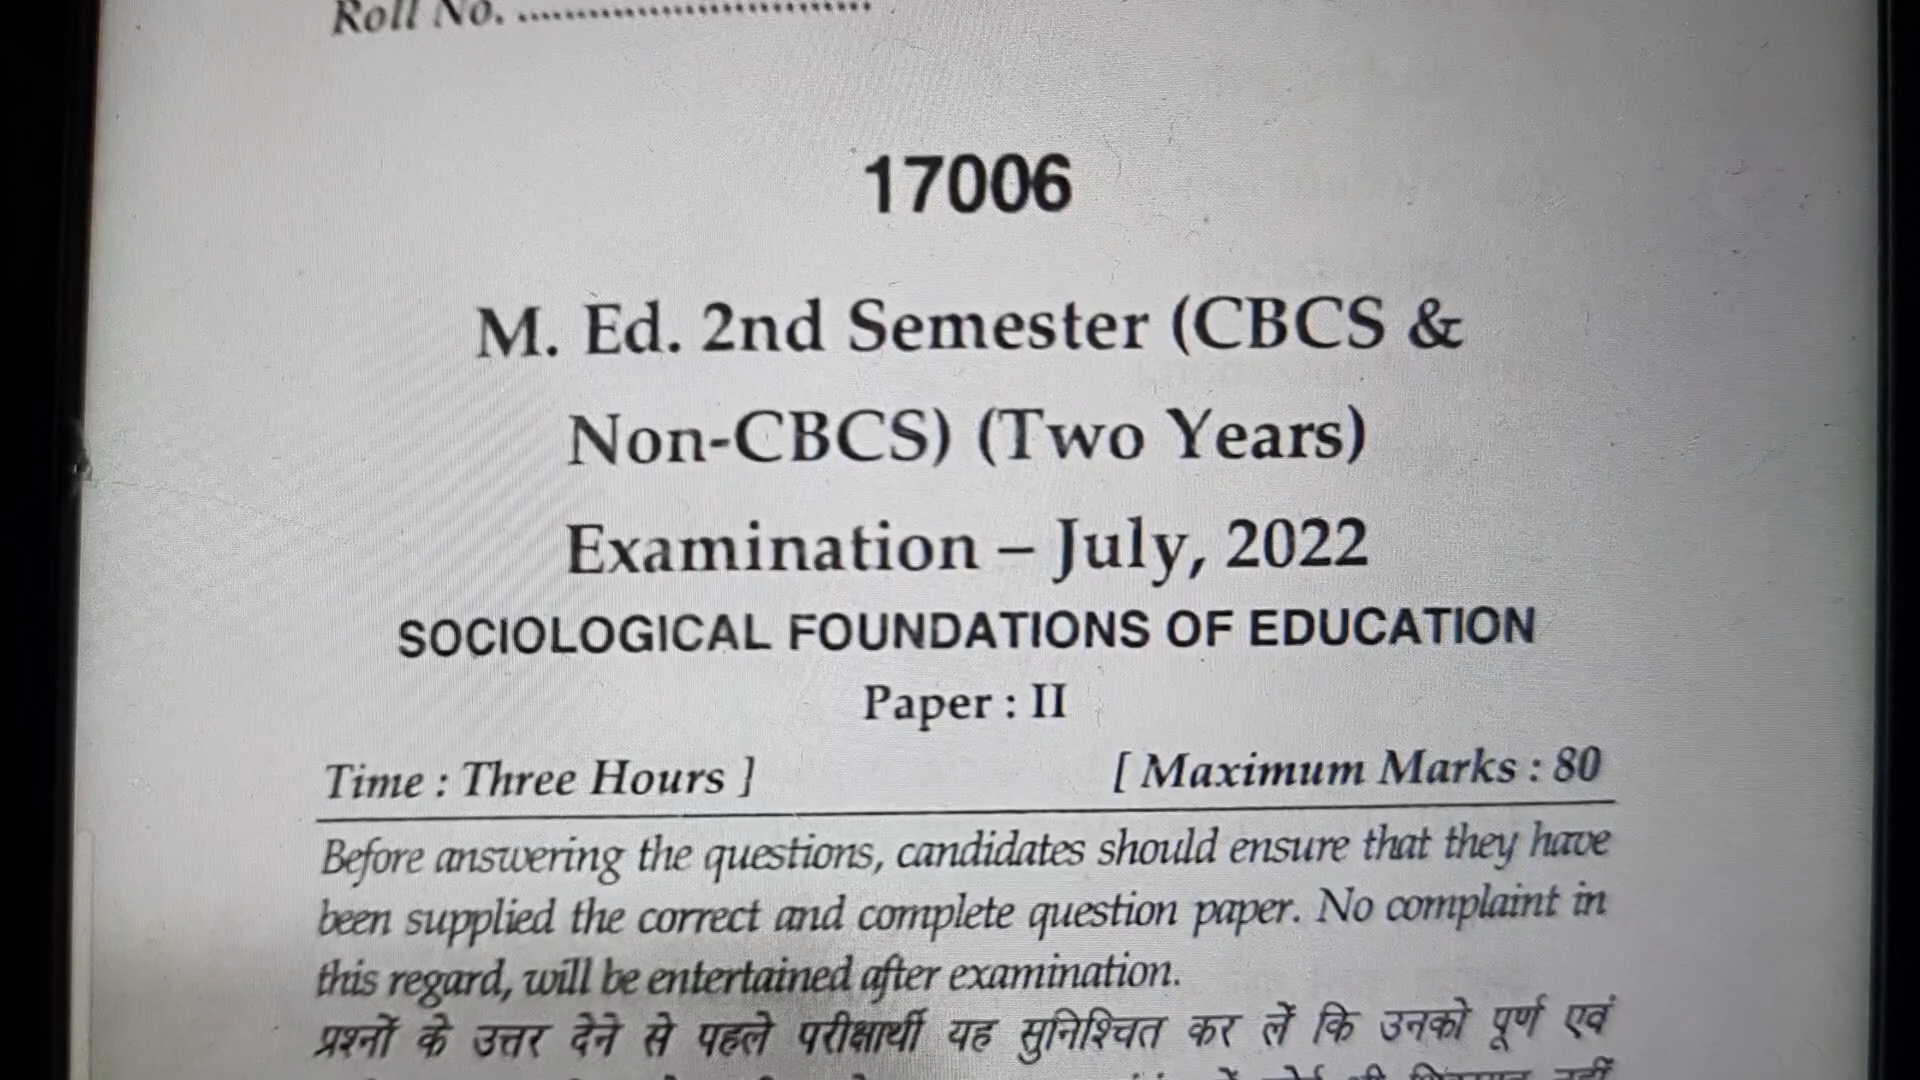 Roll No. ................................
17006
M. Ed. 2nd Semester (CBCS &
Non-CBCS) (Two Years)
Examination – July, 2022
SOCIOLOGICAL FOUNDATIONS OF EDUCATION
Paper : II
Time : Three Hours ] [ Maximum Marks : 80
Before answering the questions, candidates should ensure that they have
been supplied the correct and complete question paper. No complaint in
this regard, will be entertained after examination.
प्रश्नों के उत्तर देने से पहले परीक्षार्थी यह सुनिश्चित कर लें कि उनको पूर्ण एवं